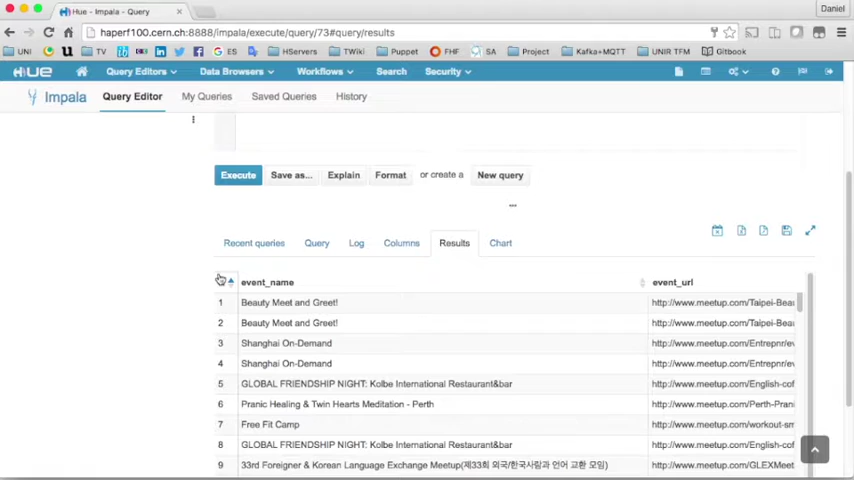 Hue - Impala - Query
Daniel
haperf100.cern.ch:8888/impala/execute/query/73#query/results
UNI
TV
ES
HServers
TWiki
Puppet
FHF
SA
Project
Kafka+MQTT
UNIR TFM
Gitbook
HUE
Query Editors
Data Browsers
Workflows
Search
Security
Impala
Query Editor
My Queries
Saved Queries
History
Execute
Save as...
Explain
Format
or create a
New query
...
Recent queries
Query
Log
Columns
Results
Chart
event_name
event_url
1 Beauty Meet and Greet! http://www.meetup.com/Taipei-Beau
2 Beauty Meet and Greet! http://www.meetup.com/Taipei-Beau
3 Shanghai On-Demand http://www.meetup.com/Entrepnr/ev
4 Shanghai On-Demand http://www.meetup.com/Entrepnr/ev
5 GLOBAL FRIENDSHIP NIGHT: Kolbe International Restaurant&bar http://www.meetup.com/English-cof
6 Pranic Healing & Twin Hearts Meditation - Perth http://www.meetup.com/Perth-Prani
7 Free Fit Camp http://www.meetup.com/workout-sm
8 GLOBAL FRIENDSHIP NIGHT: Kolbe International Restaurant&bar http://www.meetup.com/English-cof
9 33rd Foreigner & Korean Language Exchange Meetup(제33회 외국/한국사람과 언어 교환 모임) http://www.meetup.com/GLEXMeet